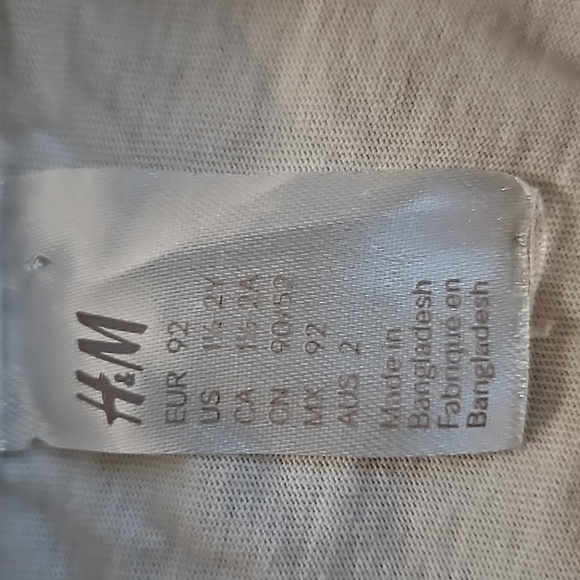 H&M
EUR 92
US 1½-2Y
CA 1½-2A
CN 90/52
MX 92
AUS 2
Made in
Bangladesh
Fabriqué en
Bangladesh